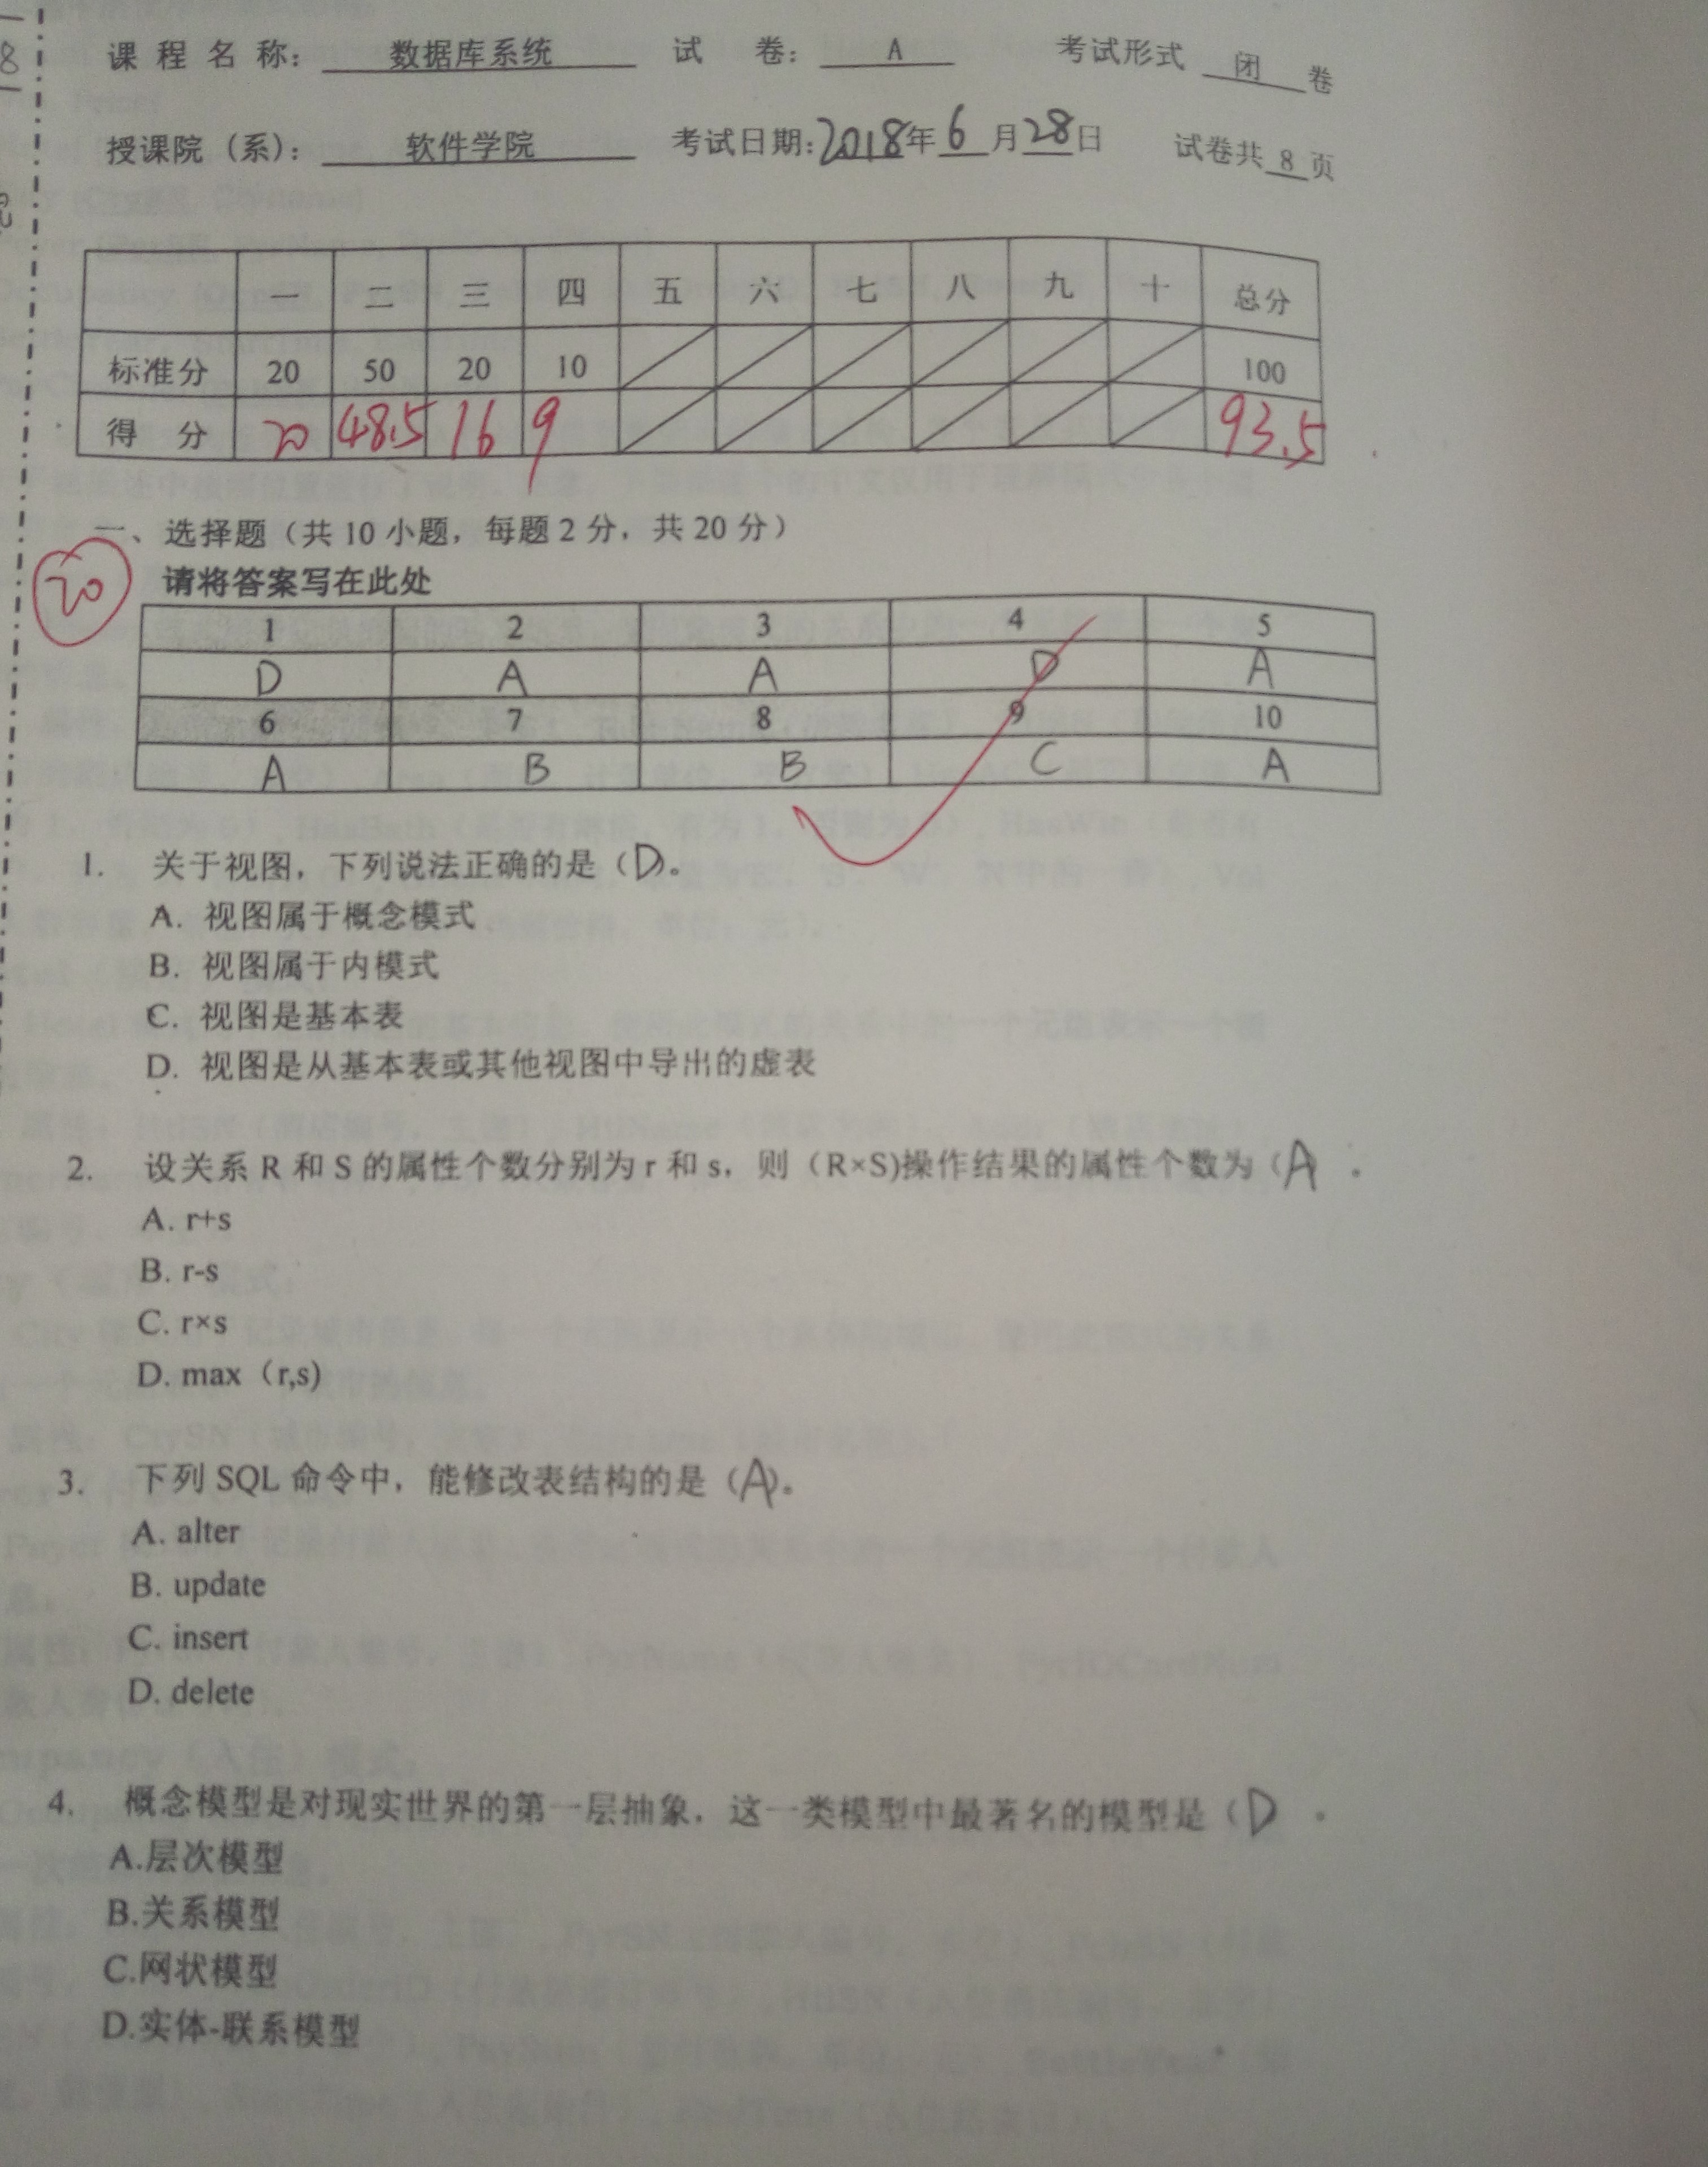 课 程 名 称: 数据库系统 试 卷: A 考试形式 闭 卷
授课院(系): 软件学院 考试日期:2018年6月28日 试卷共 8 页
一 二 三 四 五 六 七 八 九 十 总分
标准分 20 50 20 10 100
得 分 20 48.5 16 9 93.5
一、选择题(共 10 小题,每题 2 分,共 20 分)
20
请将答案写在此处
1 2 3 4 5
D A A D A
6 7 8 9 10
A B B C A
1. 关于视图,下列说法正确的是(D)。
A. 视图属于概念模式
B. 视图属于内模式
C. 视图是基本表
D. 视图是从基本表或其他视图中导出的虚表
2. 设关系 R 和 S 的属性个数分别为 r 和 s,则(R×S)操作结果的属性个数为(A 。
A. r+s
B. r-s
C. r×s
D. max(r,s)
3. 下列 SQL 命令中,能修改表结构的是(A)。
A. alter
B. update
C. insert
D. delete
4. 概念模型是对现实世界的第一层抽象,这一类模型中最著名的模型是(D 。
A.层次模型
B.关系模型
C.网状模型
D.实体-联系模型